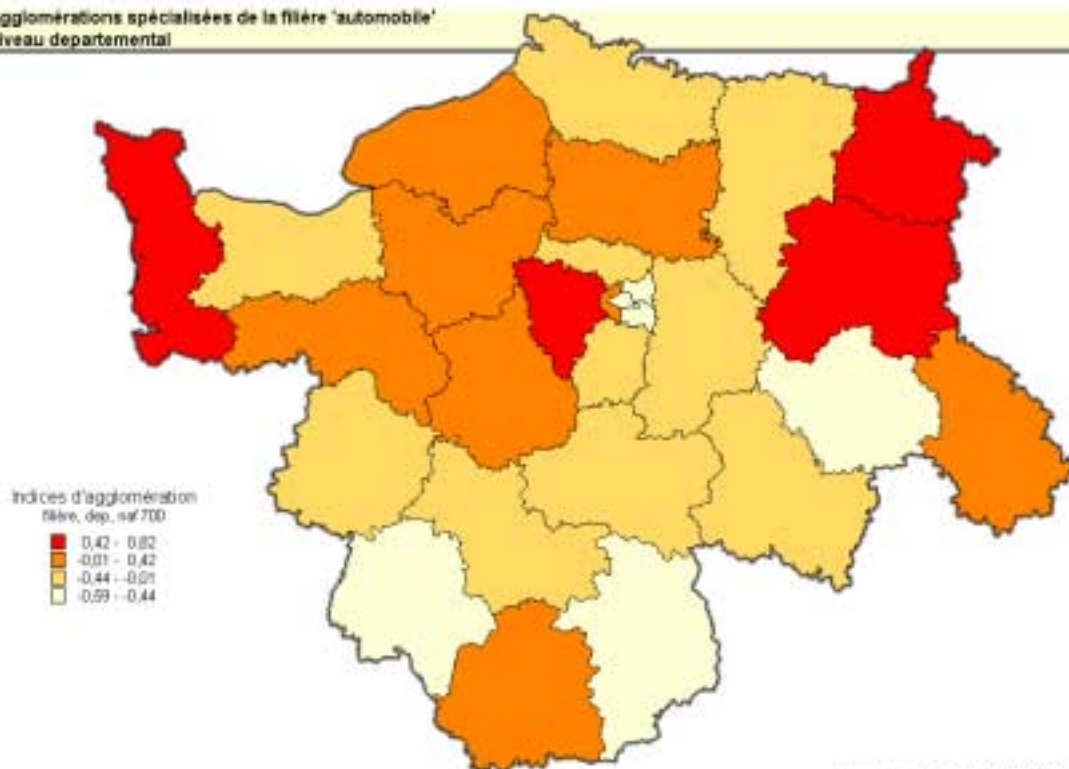 gglomérations spécialisées de la filière 'automobile'
iveau departemental
Indices d'agglomération
filière, dep, naf 700
0,42 - 0,82
-0,01 - 0,42
-0,44 - -0,01
-0,59 - -0,44